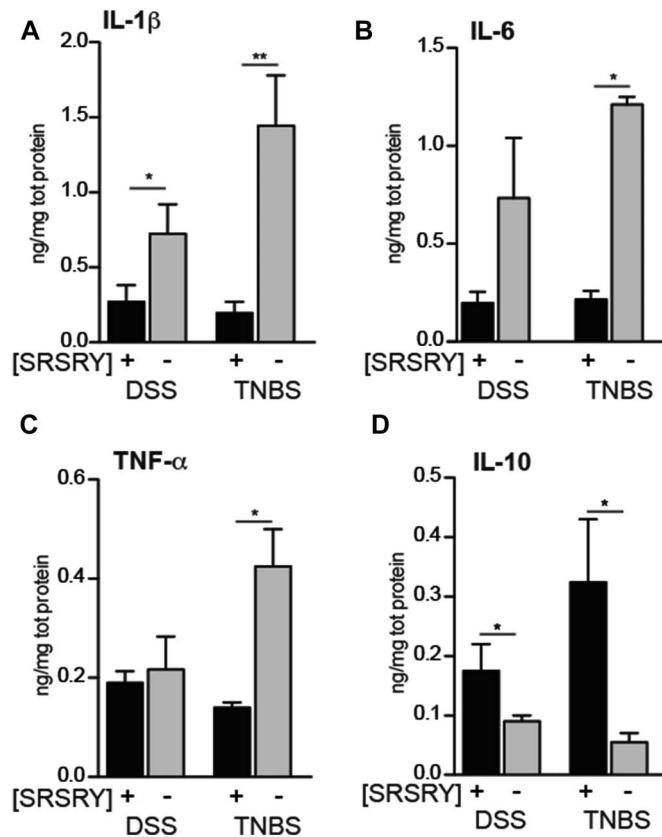 A
IL-1β
ng/mg tot protein
2.0
1.5
1.0
0.5
0.0
*
**
[SRSRY] + - + -
DSS TNBS
B
IL-6
ng/mg tot protein
1.5
1.0
0.5
0.0
*
[SRSRY] + - + -
DSS TNBS
C
TNF-α
ng/mg tot protein
0.6
0.4
0.2
0.0
*
[SRSRY] + - + -
DSS TNBS
D
IL-10
ng/mg tot protein
0.5
0.4
0.3
0.2
0.1
0.0
*
*
[SRSRY] + - + -
DSS TNBS